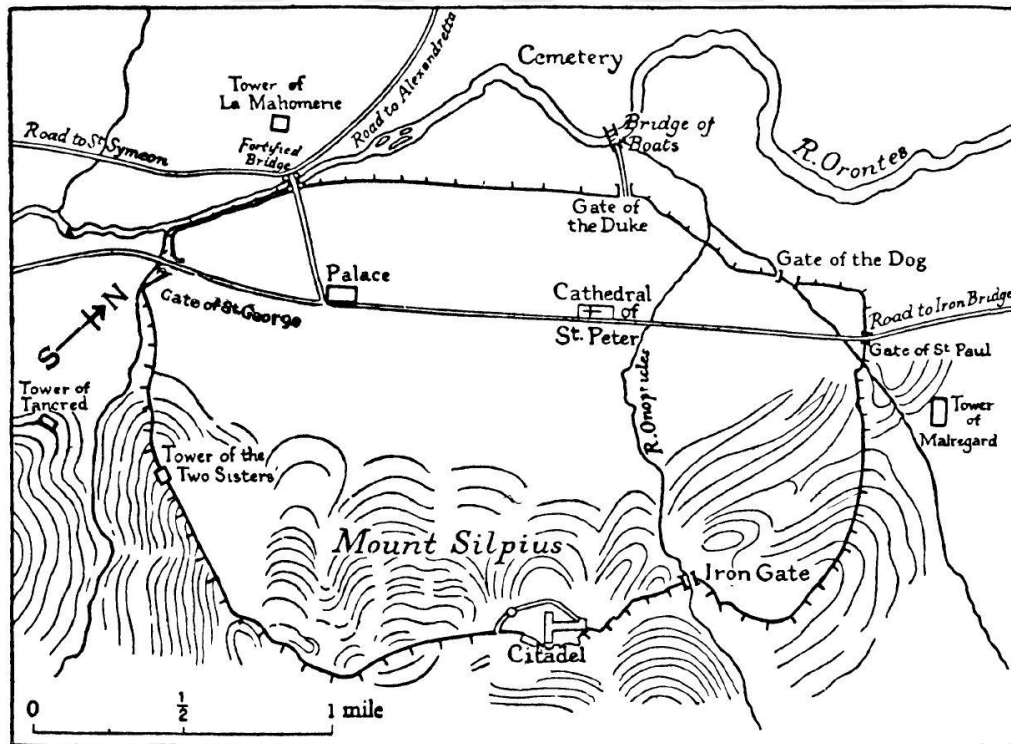 Cemetery
Tower of
La Mahomerie
Road to Alexandretta
Road to St Symeon
Fortified
Bridge
Bridge of
Boats
R. Orontes
Gate of
the Duke
Gate of the Dog
Palace
Cathedral
of
St. Peter
Road to Iron Bridge
Gate of St. George
Gate of St Paul
S N
Tower of
Tancred
R. Onopnicles
Tower
of
Malregard
Tower of the
Two Sisters
Mount Silpius
Iron Gate
Citadel
0 1/2 1 mile